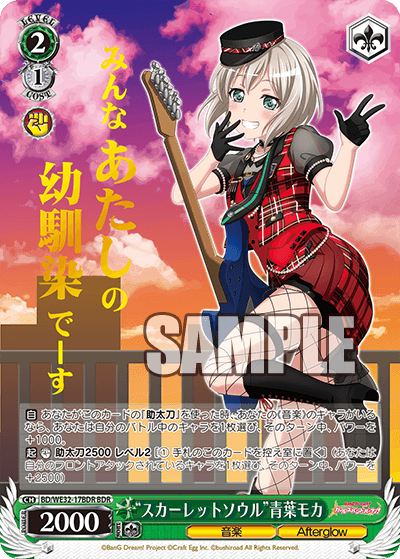 LEVEL
2
1
COST
みんな
あたしの
幼馴染でーす
SAMPLE
自 あなたがこのカードの「助太刀」を使った時、あなたの《音楽》のキャラがいる
なら、あなたは自分のバトル中のキャラを1枚選び、そのターン中、パワーを
+1000。
起 助太刀2500 レベル2 [① 手札のこのカードを控え室に置く] (あなたは
自分のフロントアタックされているキャラを1枚選び、そのターン中、パワーを
+2500)
CH BD/WE32-17BDR BDR
2000
POWER
"スカーレットソウル"青葉モカ
音楽
Afterglow
©BanG Dream! Project ©Craft Egg Inc. ©bushiroad All Rights Reserved.